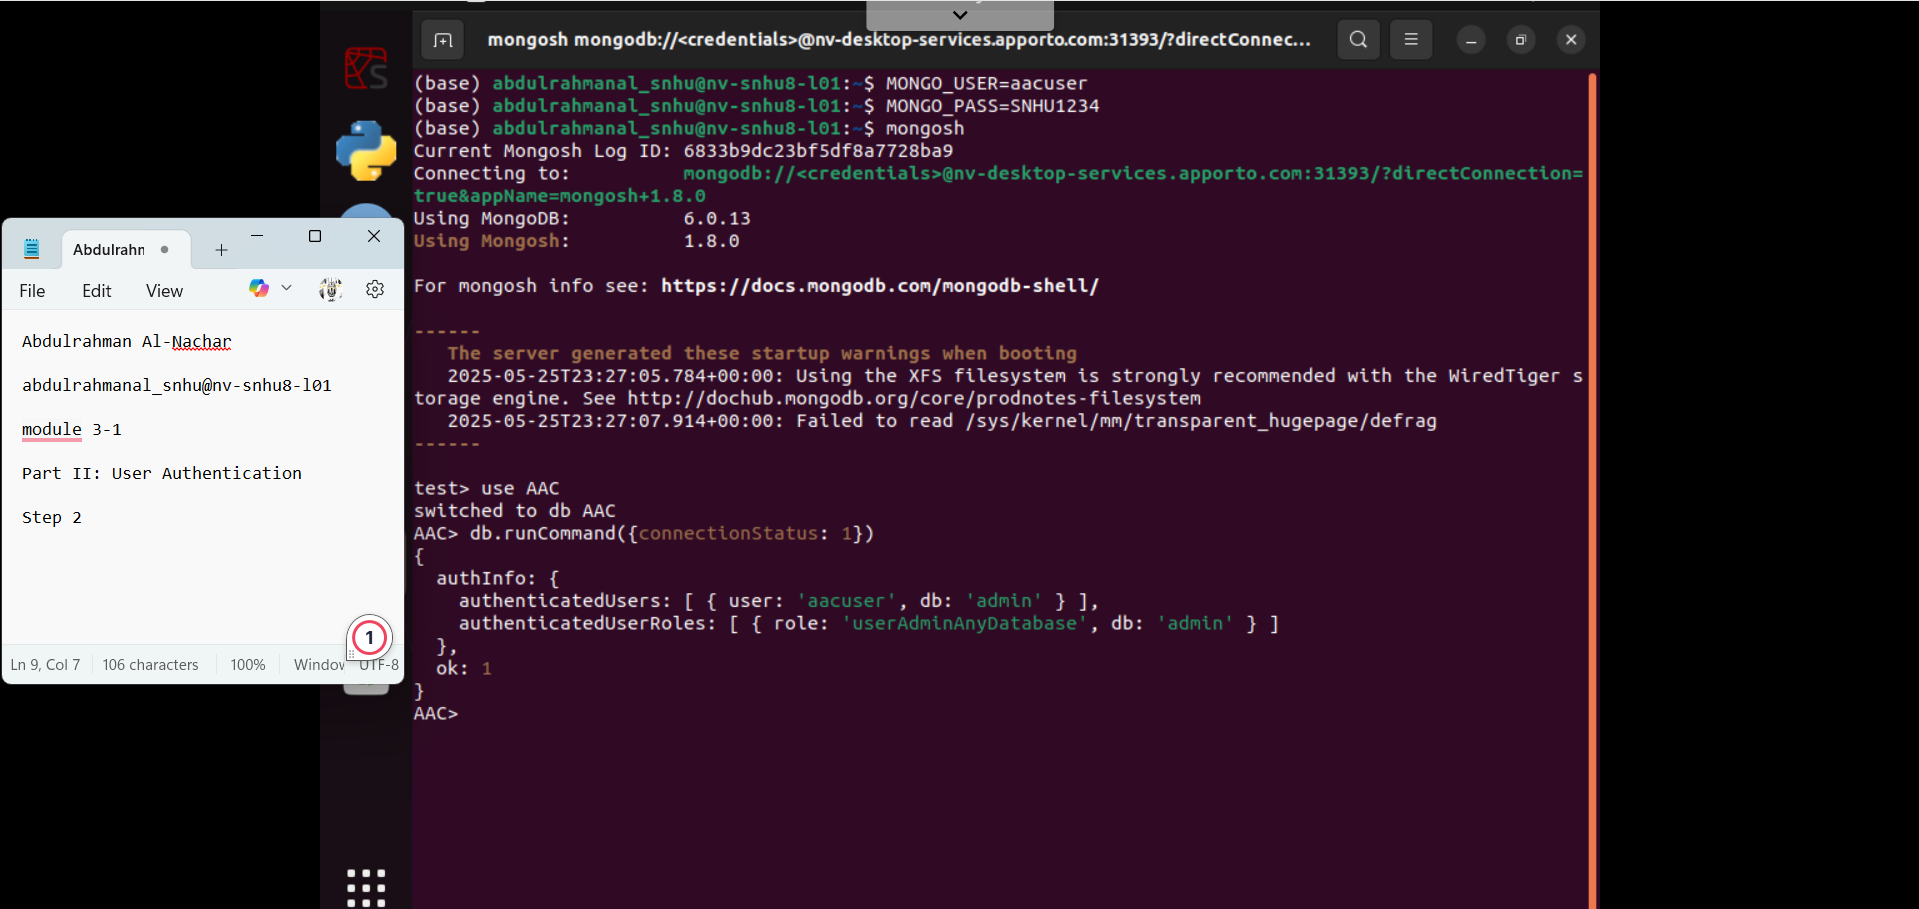 mongosh mongodb://<credentials>@nv-desktop-services.apporto.com:31393/?directConnec...
(base) abdulrahmanal_snhu@nv-snhu8-l01:~$ MONGO_USER=aacuser
(base) abdulrahmanal_snhu@nv-snhu8-l01:~$ MONGO_PASS=SNHU1234
(base) abdulrahmanal_snhu@nv-snhu8-l01:~$ mongosh
Current Mongosh Log ID: 6833b9dc23bf5df8a7728ba9
Connecting to:          mongodb://<credentials>@nv-desktop-services.apporto.com:31393/?directConnection=
true&appName=mongosh+1.8.0
Using MongoDB:          6.0.13
Using Mongosh:          1.8.0
For mongosh info see: https://docs.mongodb.com/mongodb-shell/
------
   The server generated these startup warnings when booting
   2025-05-25T23:27:05.784+00:00: Using the XFS filesystem is strongly recommended with the WiredTiger s
torage engine. See http://dochub.mongodb.org/core/prodnotes-filesystem
   2025-05-25T23:27:07.914+00:00: Failed to read /sys/kernel/mm/transparent_hugepage/defrag
------
test> use AAC
switched to db AAC
AAC> db.runCommand({connectionStatus: 1})
{
  authInfo: {
    authenticatedUsers: [ { user: 'aacuser', db: 'admin' } ],
    authenticatedUserRoles: [ { role: 'userAdminAnyDatabase', db: 'admin' } ]
  },
  ok: 1
}
AAC>
Abdulrahn
File Edit View
Abdulrahman Al-Nachar
abdulrahmanal_snhu@nv-snhu8-l01
module 3-1
Part II: User Authentication
Step 2
1
Ln 9, Col 7 106 characters 100% Window UTF-8